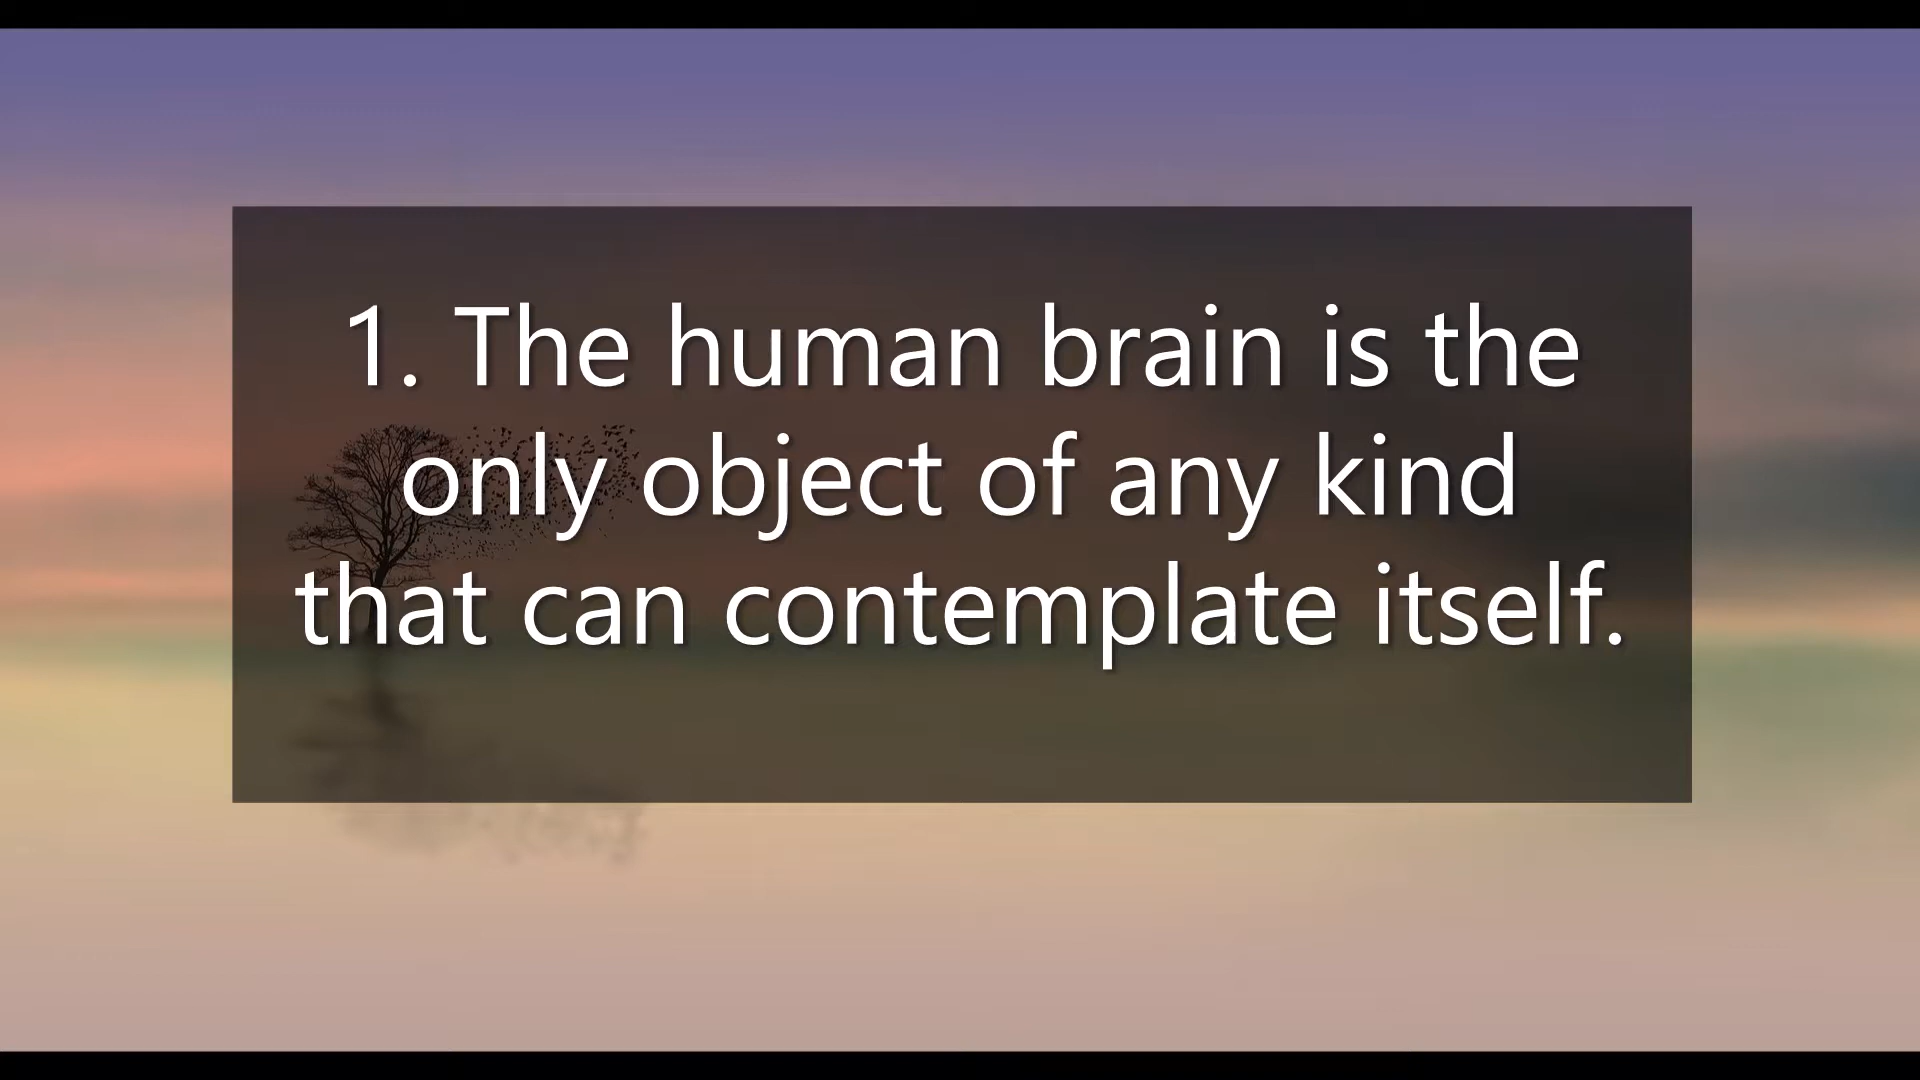 1. The human brain is the
only object of any kind
that can contemplate itself.